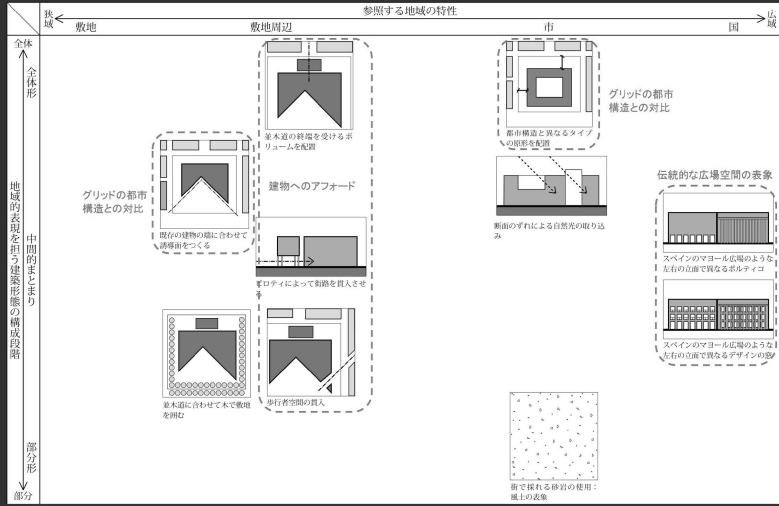 参照する地域の特性
狭域
広域
敷地
敷地周辺
市
国
全体
全体形
地域的表現を担う建築形態の構成段階
中間的まとまり
部分形
部分
並木道の終端を受けるボ
リュームを配置
都市構造と異なるタイプ
の原形を配置
グリッドの都市
構造との対比
グリッドの都市
構造との対比
既存の建物の端に合わせて
誘導面をつくる
建物へのアフォード
断面のずれによる自然光の取り込
み
伝統的な広場空間の表象
スペインのマヨール広場のような
左右の立面で異なるポルティコ
ピロティによって街路を貫入させ
る
スペインのマヨール広場のような
左右の立面で異なるデザインの窓
並木道に合わせて木で敷地
を囲む
歩行者空間の貫入
街で採れる砂岩の使用：
風土の表象